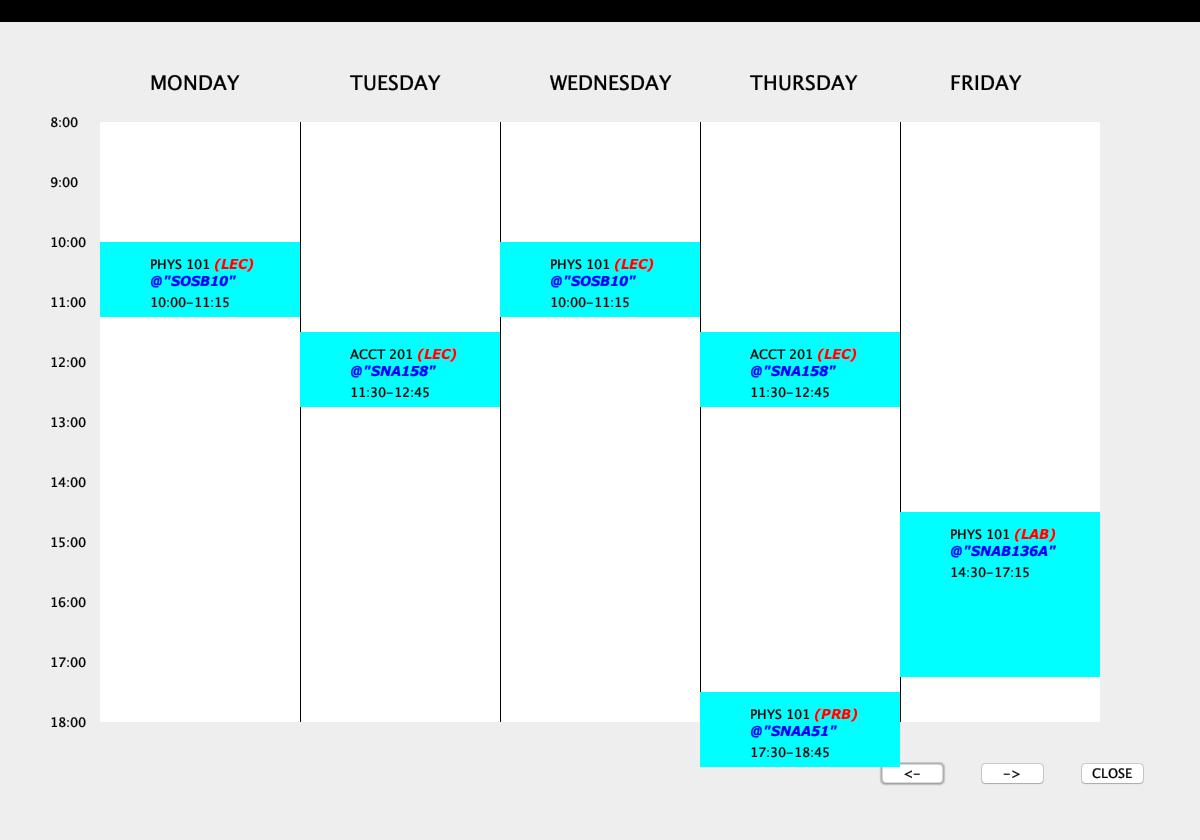 MONDAY TUESDAY WEDNESDAY THURSDAY FRIDAY
8:00
9:00
10:00
PHYS 101 (LEC) PHYS 101 (LEC)
@"SOSB10" @"SOSB10"
11:00 10:00-11:15 10:00-11:15
ACCT 201 (LEC) ACCT 201 (LEC)
12:00 @"SNA158" @"SNA158"
11:30-12:45 11:30-12:45
13:00
14:00
PHYS 101 (LAB)
15:00 @"SNAB136A"
14:30-17:15
16:00
17:00
PHYS 101 (PRB)
18:00 @"SNAA51"
17:30-18:45
<- -> CLOSE